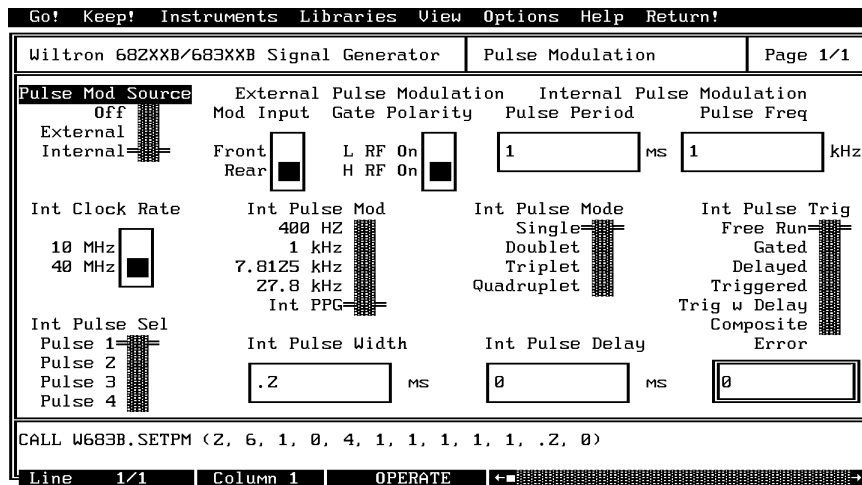 Go! Keep! Instruments Libraries View Options Help Return!
Wiltron 682XXB/683XXB Signal Generator Pulse Modulation Page 1/1
Pulse Mod Source External Pulse Modulation Internal Pulse Modulation
Off Mod Input Gate Polarity Pulse Period Pulse Freq
External
Internal Front L RF On 1 ms 1 kHz
Rear H RF On
Int Clock Rate Int Pulse Mod Int Pulse Mode Int Pulse Trig
400 HZ Single Free Run
10 MHz 1 kHz Doublet Gated
40 MHz 7.8125 kHz Triplet Delayed
27.8 kHz Quadruplet Triggered
Int PPG Trig w Delay
Int Pulse Sel Composite
Pulse 1 Int Pulse Width Int Pulse Delay Error
Pulse 2
Pulse 3 .2 ms 0 ms 0
Pulse 4
CALL W683B.SETPM (2, 6, 1, 0, 4, 1, 1, 1, 1, 1, .2, 0)
Line 1/1 Column 1 OPERATE